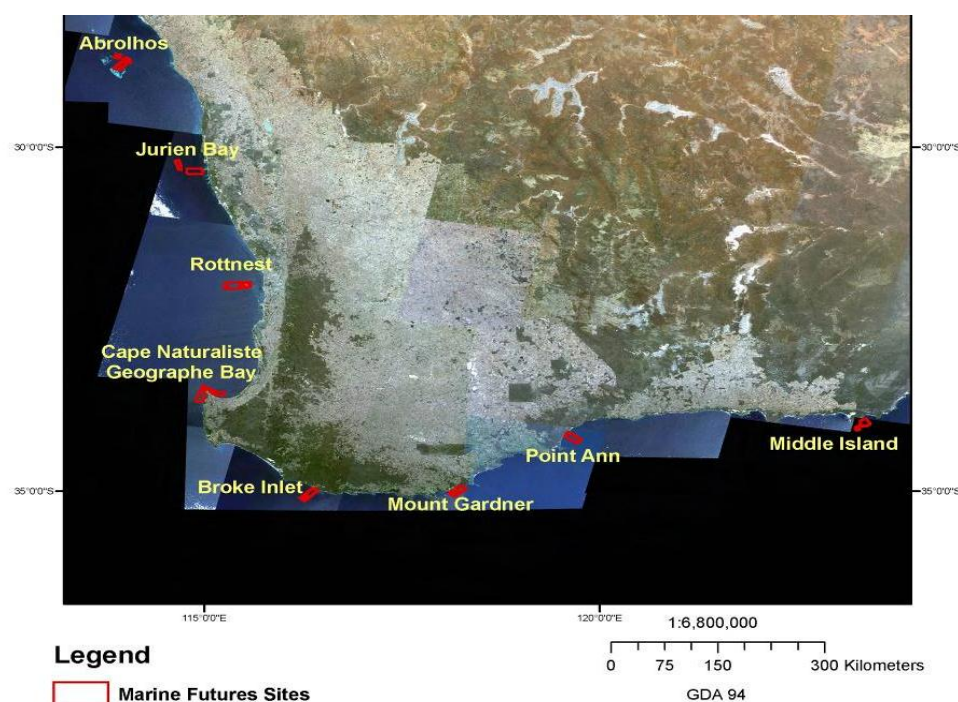 Abrolhos
30°0'0"S
30°0'0"S
Jurien Bay
Rottnest
Cape Naturaliste
Geographe Bay
Middle Island
Point Ann
Broke Inlet
Mount Gardner
35°0'0"S
35°0'0"S
115°0'0"E
120°0'0"E
1:6,800,000
Legend
0 75 150 300 Kilometers
Marine Futures Sites
GDA 94